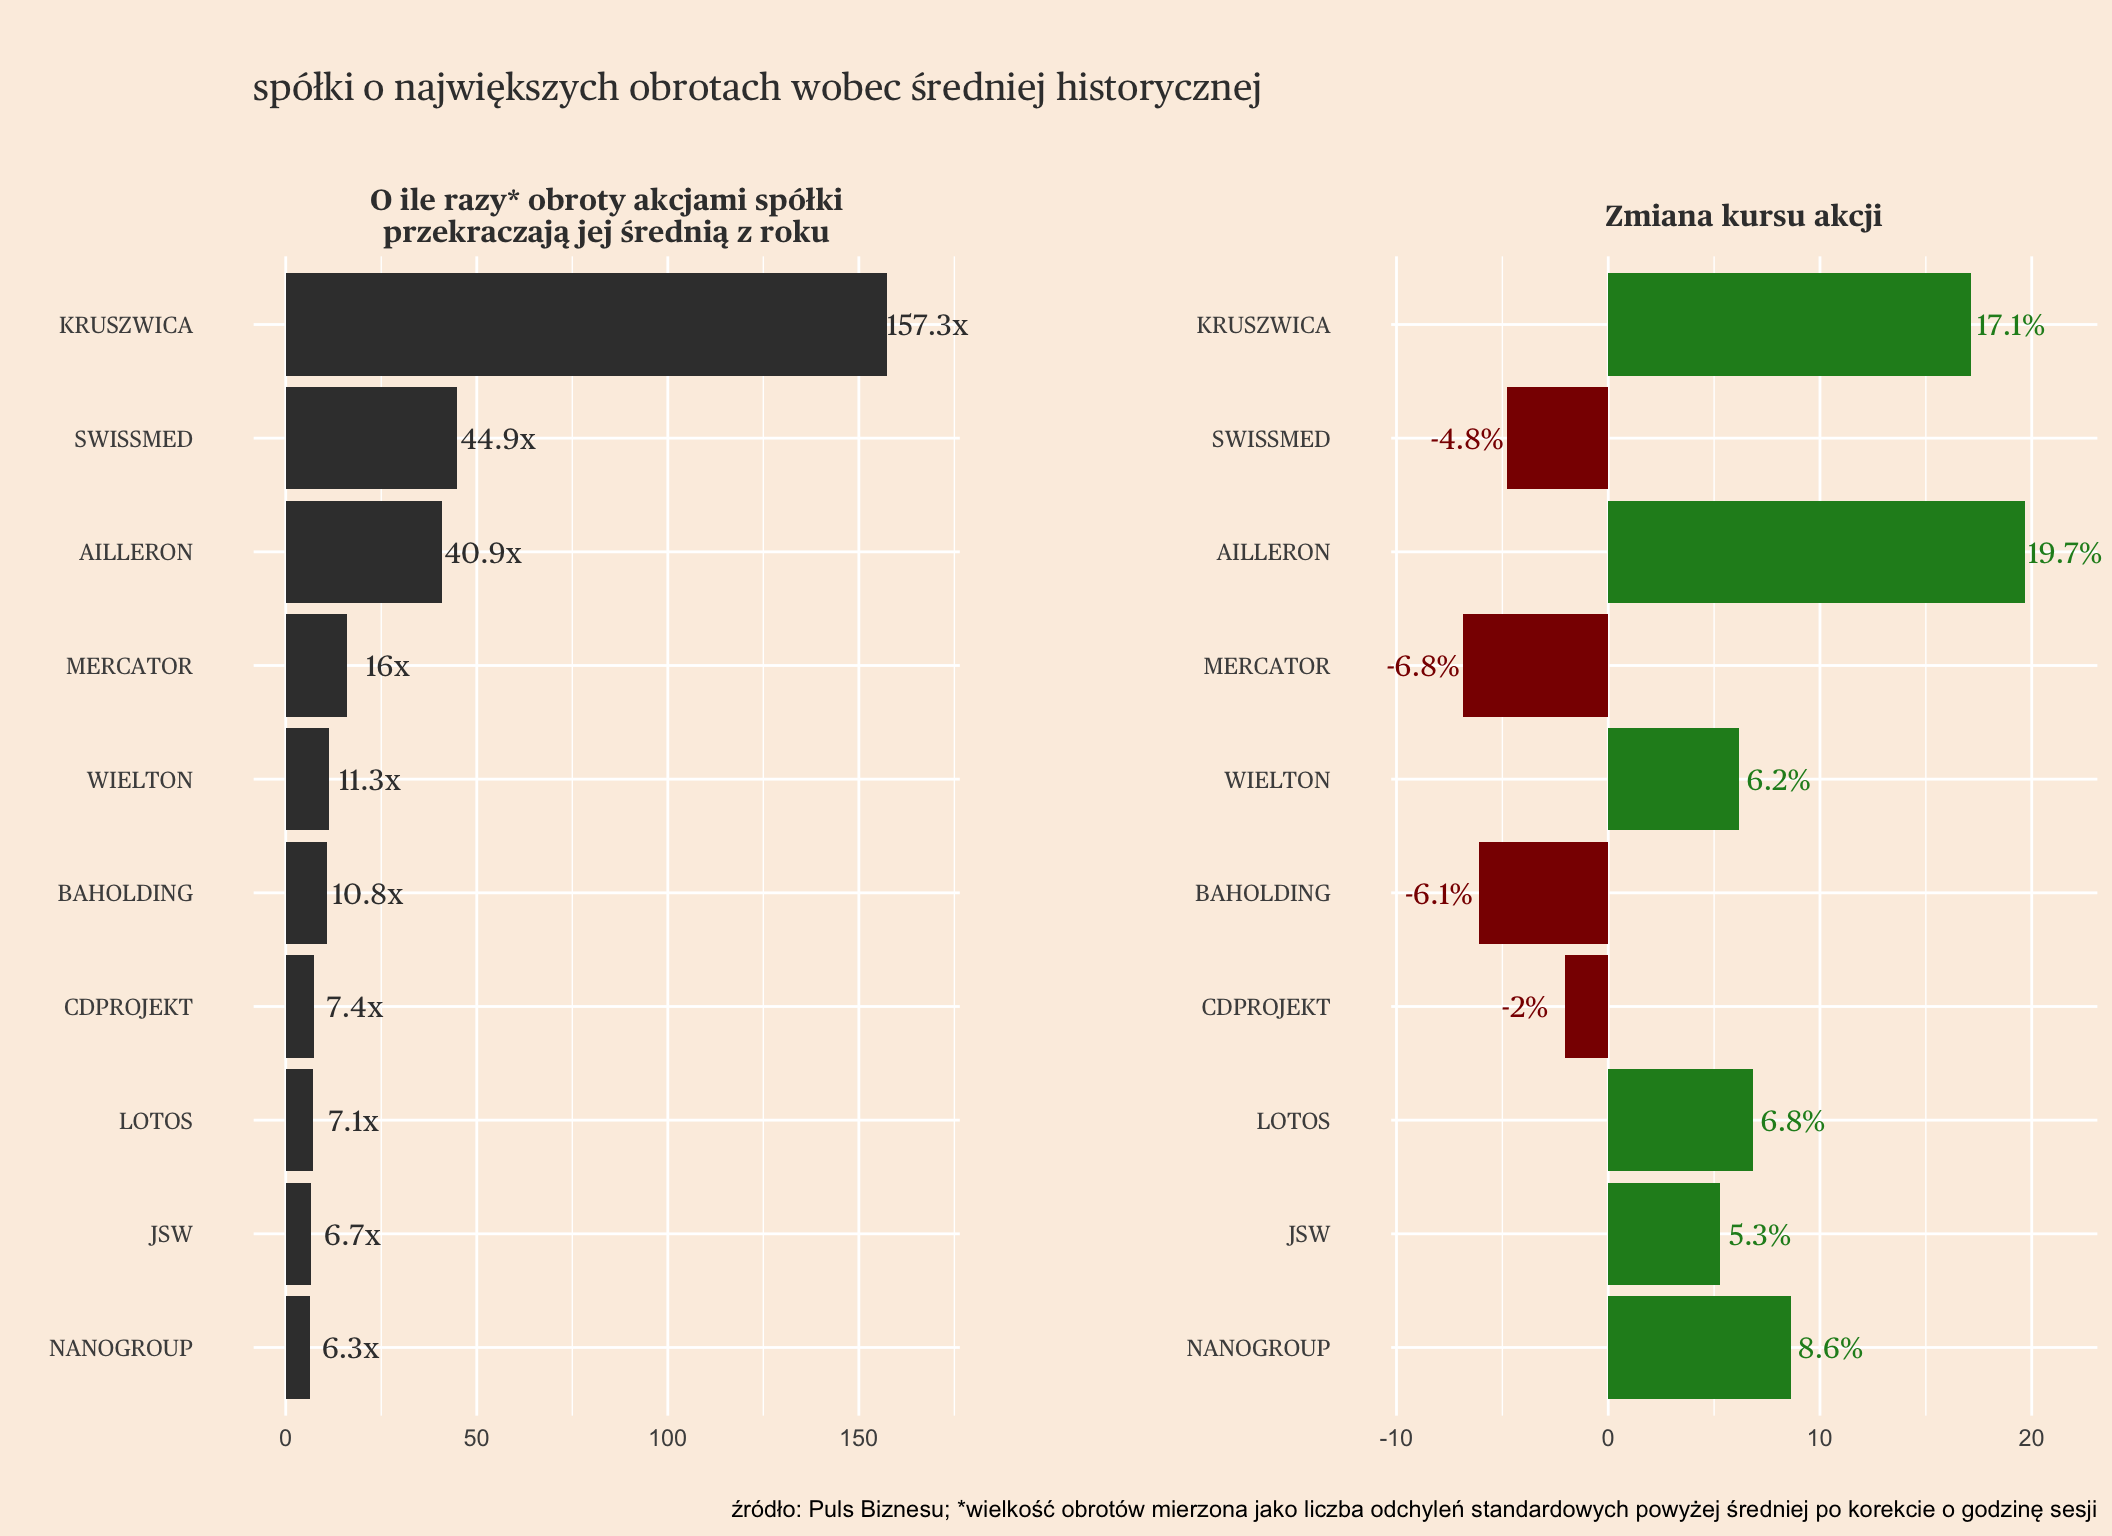 spółki o największych obrotach wobec średniej historycznej
O ile razy* obroty akcjami spółki
przekraczają jej średnią z roku
KRUSZWICA 157.3x
SWISSMED 44.9x
AILLERON 40.9x
MERCATOR 16x
WIELTON 11.3x
BAHOLDING 10.8x
CDPROJEKT 7.4x
LOTOS 7.1x
JSW 6.7x
NANOGROUP 6.3x
0 50 100 150
Zmiana kursu akcji
KRUSZWICA 17.1%
SWISSMED -4.8%
AILLERON 19.7%
MERCATOR -6.8%
WIELTON 6.2%
BAHOLDING -6.1%
CDPROJEKT -2%
LOTOS 6.8%
JSW 5.3%
NANOGROUP 8.6%
-10 0 10 20
źródło: Puls Biznesu; *wielkość obrotów mierzona jako liczba odchyleń standardowych powyżej średniej po korekcie o godzinę sesji